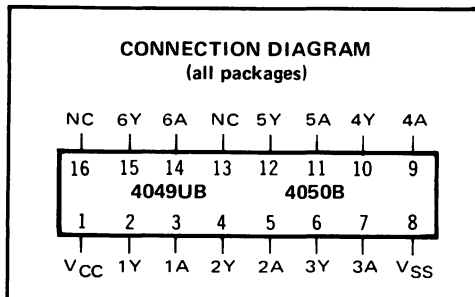 CONNECTION DIAGRAM
(all packages)
NC 6Y 6A NC 5Y 5A 4Y 4A
16 15 14 13 12 11 10 9
4049UB 4050B
1 2 3 4 5 6 7 8
VCC 1Y 1A 2Y 2A 3Y 3A VSS